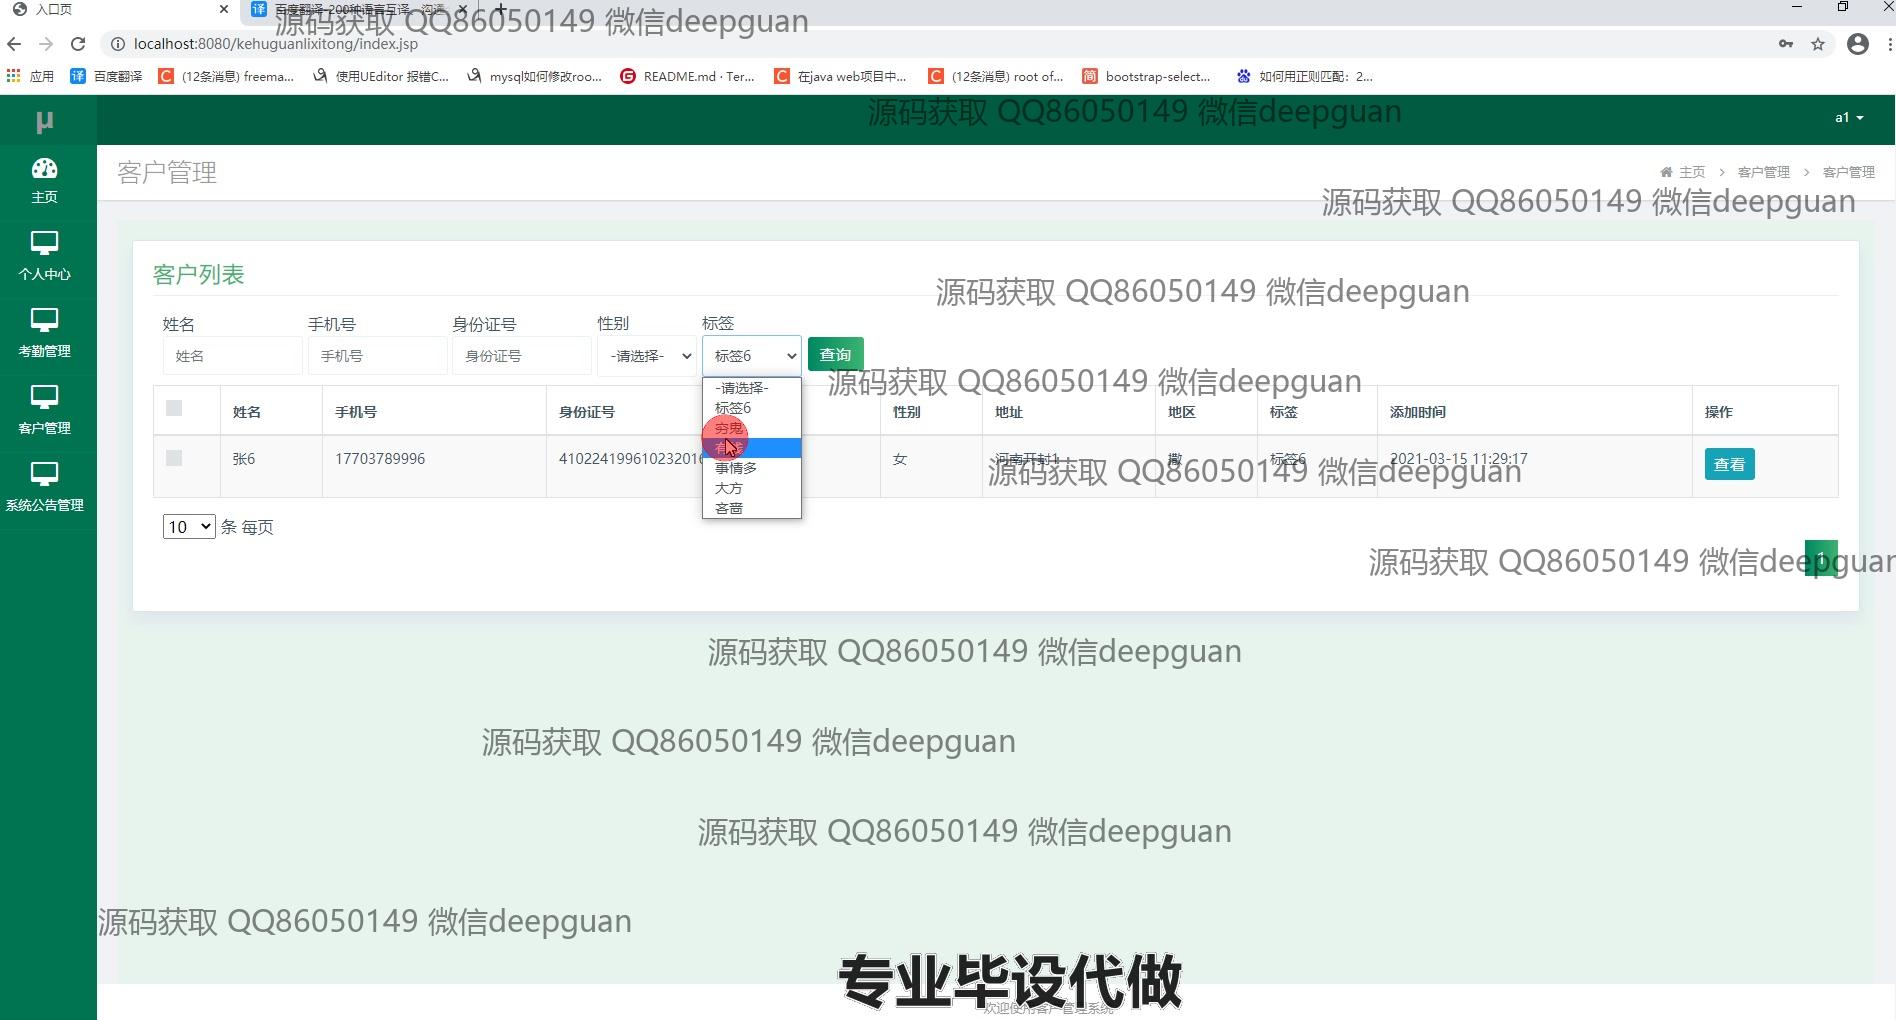 入口页
百度翻译-200种语言互译、沟通
源码获取 QQ86050149 微信deepguan
localhost:8080/kehuguanlixitong/index.jsp
应用 百度翻译 (12条消息) freema... 使用UEditor 报错C... mysql如何修改roo... README.md · Ter... 在java web项目中... (12条消息) root of... bootstrap-select... 如何用正则匹配：2...
源码获取 QQ86050149 微信deepguan
µ
a1
主页
客户管理
主页 > 客户管理 > 客户管理
源码获取 QQ86050149 微信deepguan
个人中心
客户列表
源码获取 QQ86050149 微信deepguan
考勤管理
姓名 手机号 身份证号 性别 标签
姓名 手机号 身份证号 -请选择- 标签6 查询
源码获取 QQ86050149 微信deepguan
-请选择-
标签6
穷鬼
事情多
大方
吝啬
客户管理
姓名 手机号 身份证号 性别 地址 地区 标签 添加时间 操作
张6 17703789996 41022419961023201 女 河南开封1 撒 标签6 2021-03-15 11:29:17 查看
源码获取 QQ86050149 微信deepguan
系统公告管理
10 条 每页
1
源码获取 QQ86050149 微信deepguan
源码获取 QQ86050149 微信deepguan
源码获取 QQ86050149 微信deepguan
源码获取 QQ86050149 微信deepguan
源码获取 QQ86050149 微信deepguan
专业毕设代做
欢迎使用客户管理系统